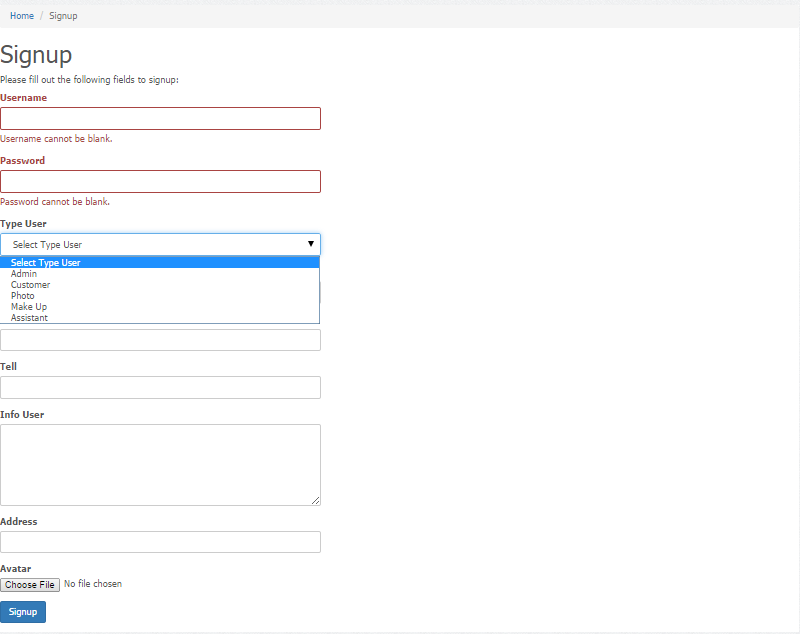 Home / Signup
Signup
Please fill out the following fields to signup:
Username
Username cannot be blank.
Password
Password cannot be blank.
Type User
Select Type User
Select Type User
Admin
Customer
Photo
Make Up
Assistant
Tell
Info User
Address
Avatar
Choose File No file chosen
Signup